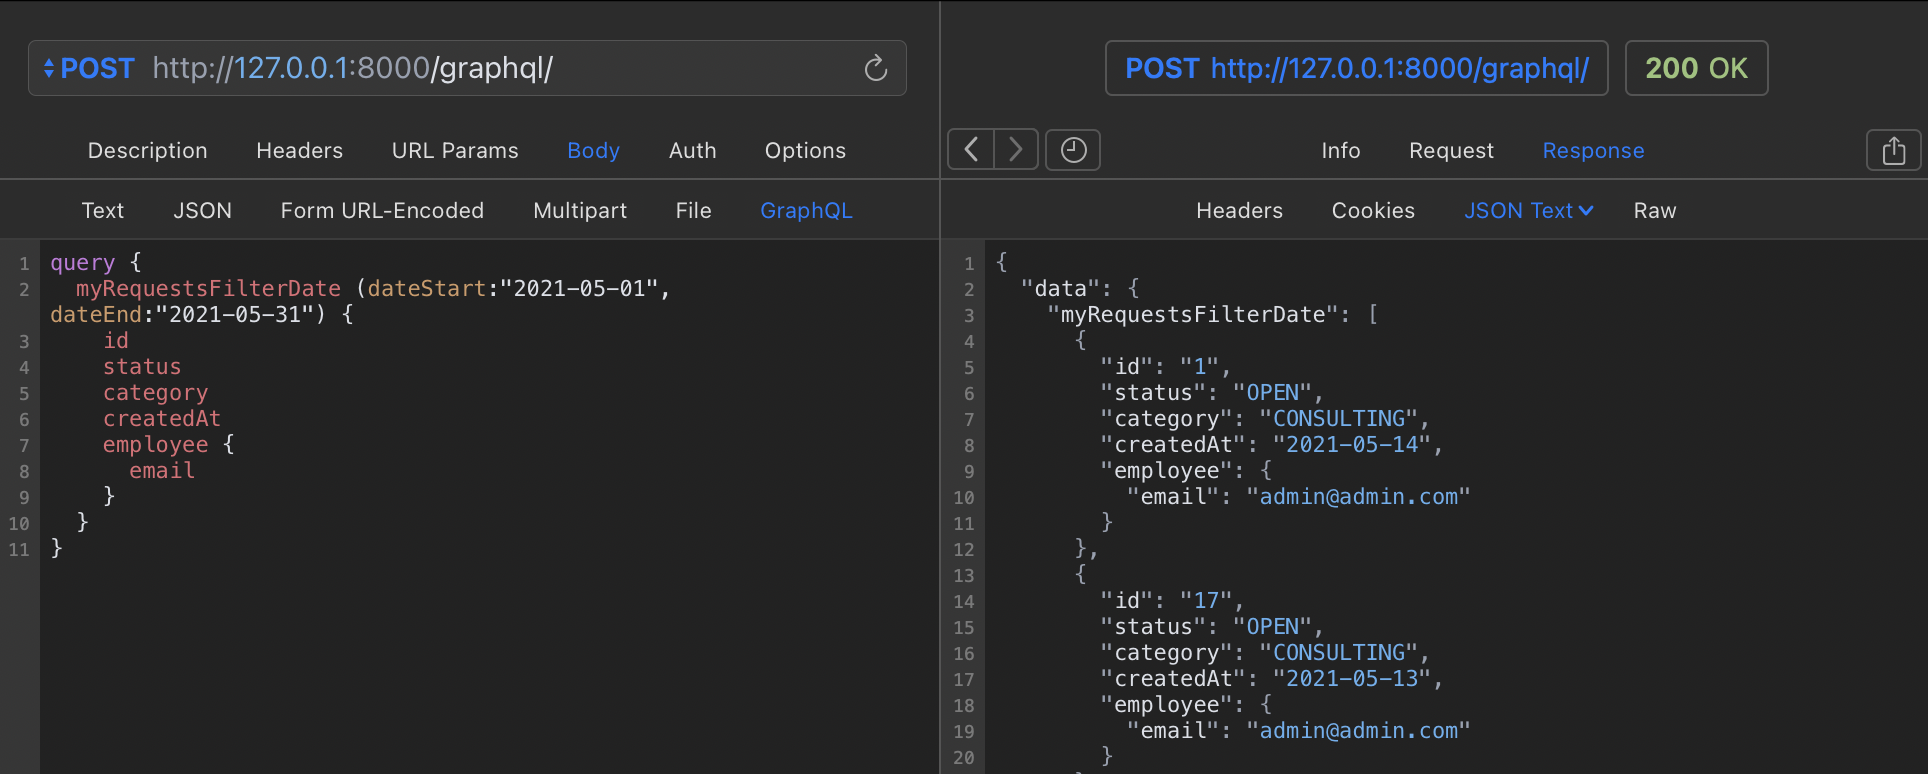 POST http://127.0.0.1:8000/graphql/
Description Headers URL Params Body Auth Options
Text JSON Form URL-Encoded Multipart File GraphQL
1 query {
2   myRequestsFilterDate (dateStart:"2021-05-01",
dateEnd:"2021-05-31") {
3     id
4     status
5     category
6     createdAt
7     employee {
8       email
9     }
10   }
11 }
POST http://127.0.0.1:8000/graphql/ 200 OK
Info Request Response
Headers Cookies JSON Text Raw
1 {
2   "data": {
3     "myRequestsFilterDate": [
4       {
5         "id": "1",
6         "status": "OPEN",
7         "category": "CONSULTING",
8         "createdAt": "2021-05-14",
9         "employee": {
10           "email": "admin@admin.com"
11         }
12       },
13       {
14         "id": "17",
15         "status": "OPEN",
16         "category": "CONSULTING",
17         "createdAt": "2021-05-13",
18         "employee": {
19           "email": "admin@admin.com"
20         }